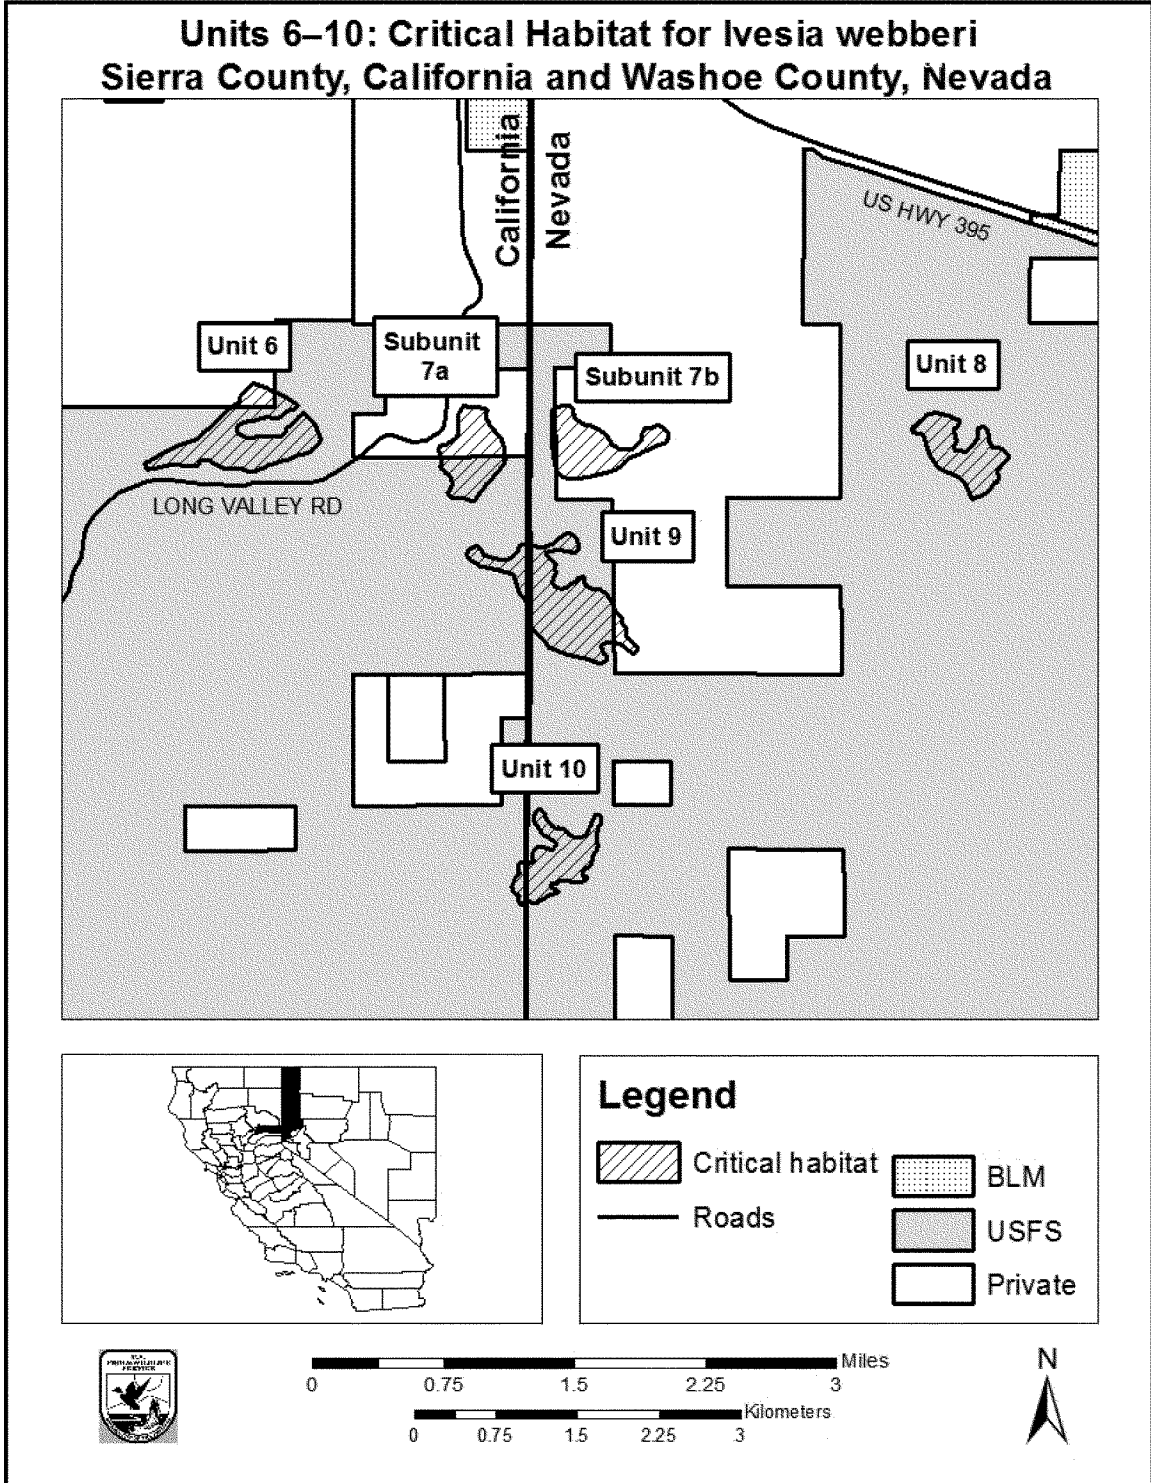 Units 6–10: Critical Habitat for Ivesia webberi
Sierra County, California and Washoe County, Nevada
California
Nevada
US HWY 395
Unit 6
Subunit
7a
Subunit 7b
Unit 8
LONG VALLEY RD
Unit 9
Unit 10
Legend
Critical habitat
Roads
BLM
USFS
Private
Miles
0 0.75 1.5 2.25 3
Kilometers
0 0.75 1.5 2.25 3
N
U.S.
FISH & WILDLIFE
SERVICE